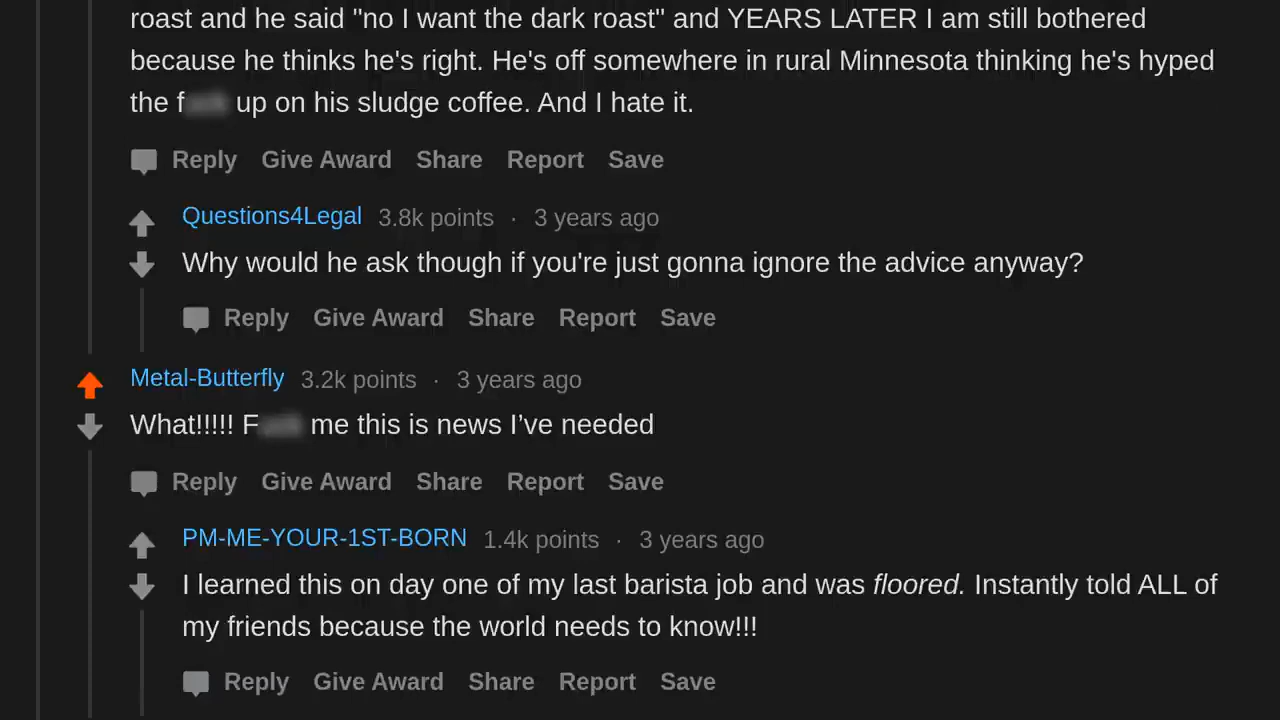 roast and he said "no I want the dark roast" and YEARS LATER I am still bothered
because he thinks he's right. He's off somewhere in rural Minnesota thinking he's hyped
the f up on his sludge coffee. And I hate it.
Reply Give Award Share Report Save
Questions4Legal 3.8k points · 3 years ago
Why would he ask though if you're just gonna ignore the advice anyway?
Reply Give Award Share Report Save
Metal-Butterfly 3.2k points · 3 years ago
What!!!!! F me this is news I’ve needed
Reply Give Award Share Report Save
PM-ME-YOUR-1ST-BORN 1.4k points · 3 years ago
I learned this on day one of my last barista job and was floored. Instantly told ALL of
my friends because the world needs to know!!!
Reply Give Award Share Report Save